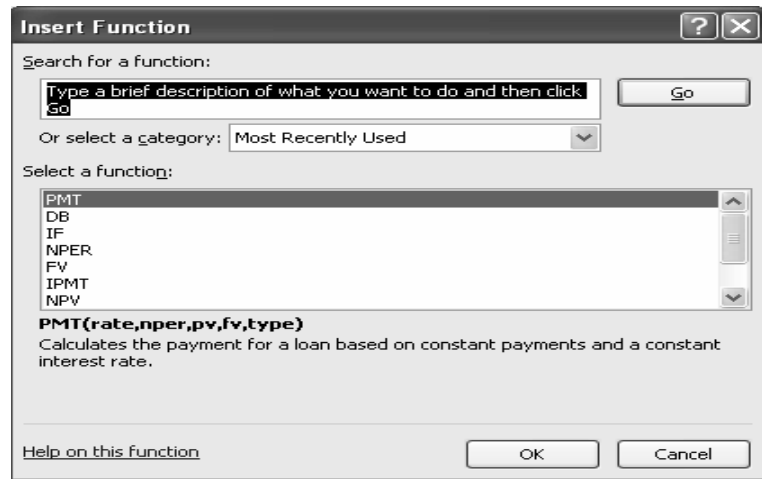 Insert Function
Search for a function:
Type a brief description of what you want to do and then click
Go
Go
Or select a category: Most Recently Used
Select a function:
PMT
DB
IF
NPER
FV
IPMT
NPV
PMT(rate,nper,pv,fv,type)
Calculates the payment for a loan based on constant payments and a constant
interest rate.
Help on this function
OK
Cancel